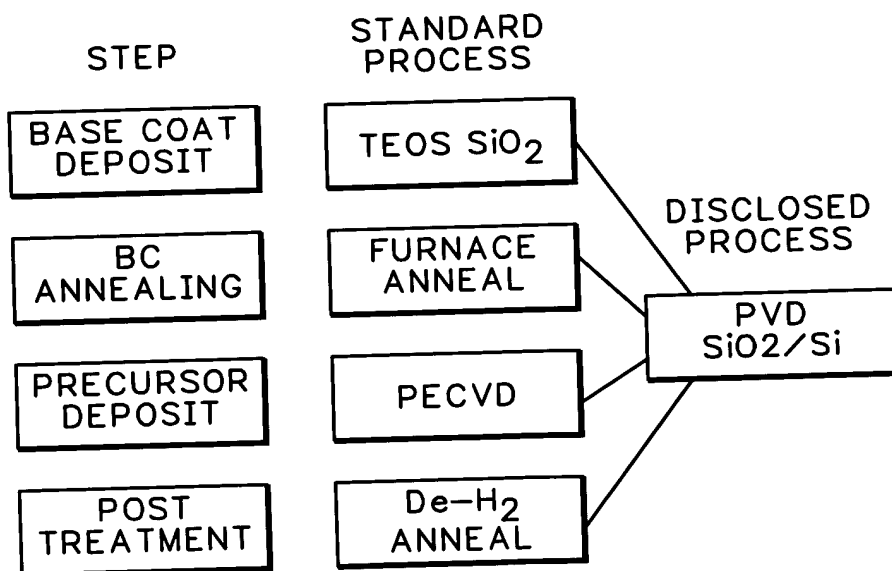 STEP
STANDARD
PROCESS
BASE COAT
DEPOSIT
TEOS SiO₂
DISCLOSED
PROCESS
BC
ANNEALING
FURNACE
ANNEAL
PVD
SiO2/Si
PRECURSOR
DEPOSIT
PECVD
POST
TREATMENT
De-H₂
ANNEAL